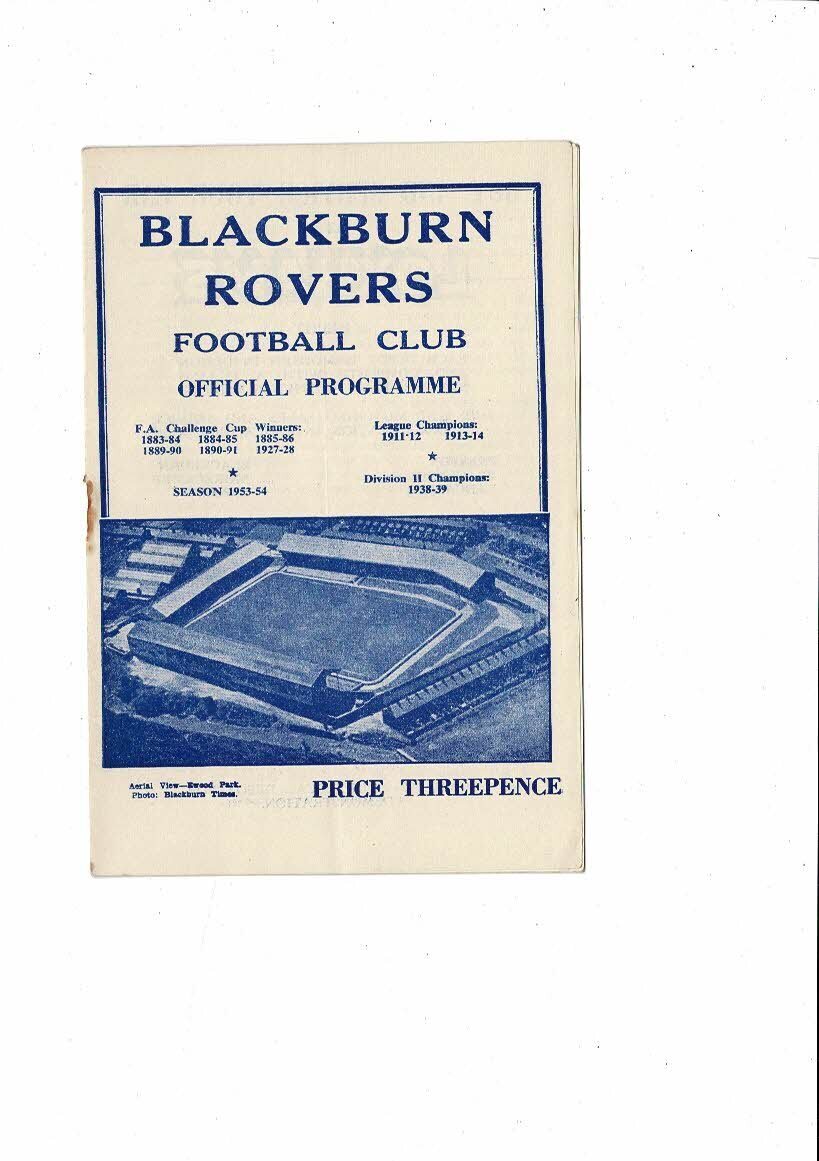 BLACKBURN
ROVERS
FOOTBALL CLUB
OFFICIAL PROGRAMME
F.A. Challenge Cup Winners:
1883-84 1884-85 1885-86
1889-90 1890-91 1927-28
★
SEASON 1953-54
League Champions:
1911-12 1913-14
★
Division II Champions:
1938-39
Aerial View—Ewood Park.
Photo: Blackburn Times.
PRICE THREEPENCE